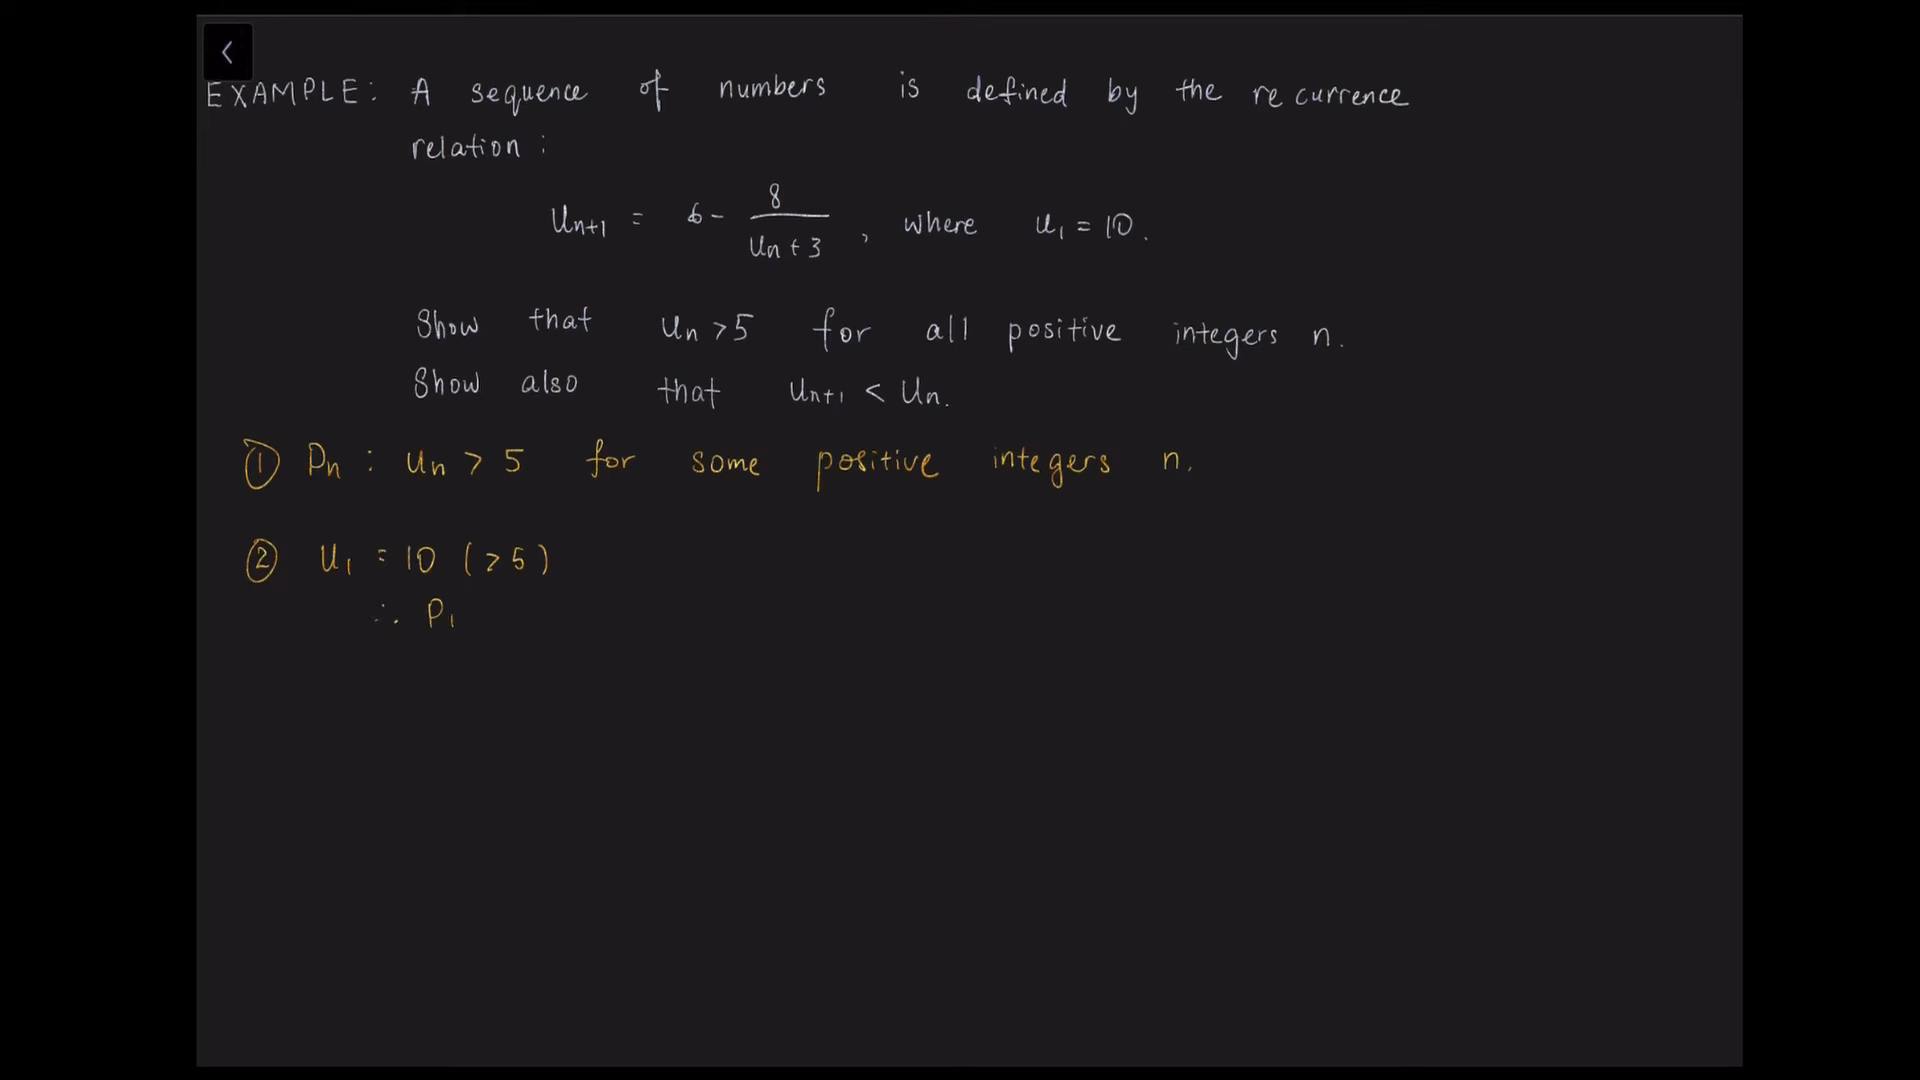 EXAMPLE: A sequence of numbers is defined by the recurrence
relation:
Un+1 = 6 - 8/(Un + 3), where U1 = 10.
Show that Un > 5 for all positive integers n.
Show also that Un+1 < Un.
① Pn: Un > 5 for some positive integers n.
② U1 = 10 (> 5)
∴ P1